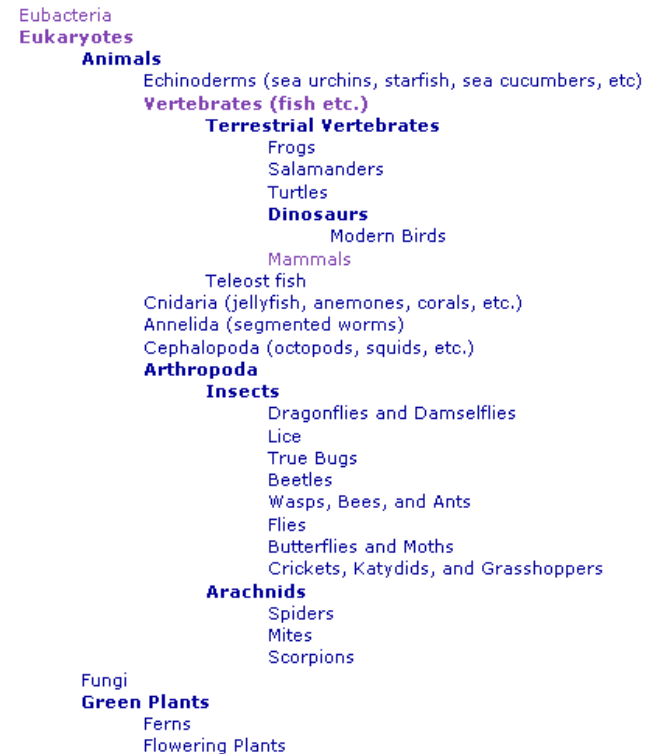 Eubacteria
Eukaryotes
Animals
Echinoderms (sea urchins, starfish, sea cucumbers, etc)
Vertebrates (fish etc.)
Terrestrial Vertebrates
Frogs
Salamanders
Turtles
Dinosaurs
Modern Birds
Mammals
Teleost fish
Cnidaria (jellyfish, anemones, corals, etc.)
Annelida (segmented worms)
Cephalopoda (octopods, squids, etc.)
Arthropoda
Insects
Dragonflies and Damselflies
Lice
True Bugs
Beetles
Wasps, Bees, and Ants
Flies
Butterflies and Moths
Crickets, Katydids, and Grasshoppers
Arachnids
Spiders
Mites
Scorpions
Fungi
Green Plants
Ferns
Flowering Plants